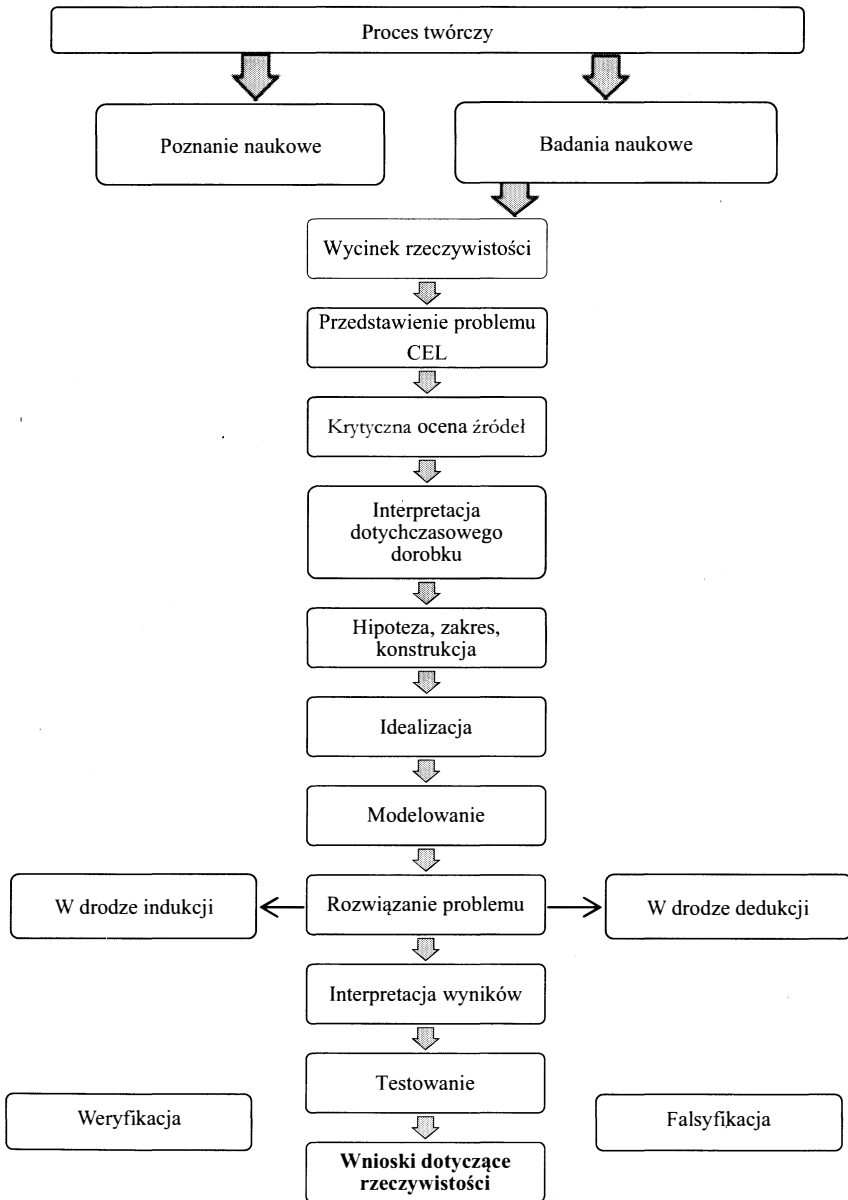 Proces twórczy
Poznanie naukowe
Badania naukowe
Wycinek rzeczywistości
Przedstawienie problemu
CEL
Krytyczna ocena źródeł
Interpretacja
dotychczasowego
dorobku
Hipoteza, zakres,
konstrukcja
Idealizacja
Modelowanie
W drodze indukcji
Rozwiązanie problemu
W drodze dedukcji
Interpretacja wyników
Testowanie
Weryfikacja
Falsyfikacja
Wnioski dotyczące
rzeczywistości